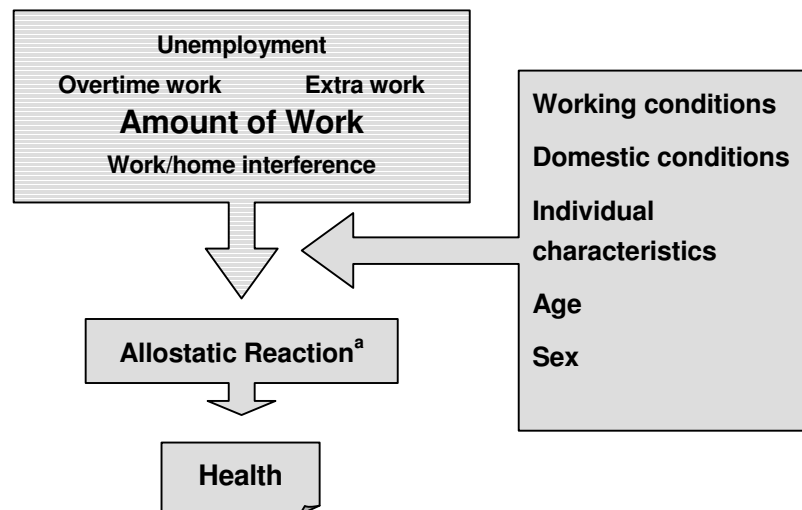 Unemployment
Overtime work Extra work
Amount of Work
Work/home interference
Working conditions
Domestic conditions
Individual
characteristics
Age
Sex
Allostatic Reactionᵃ
Health